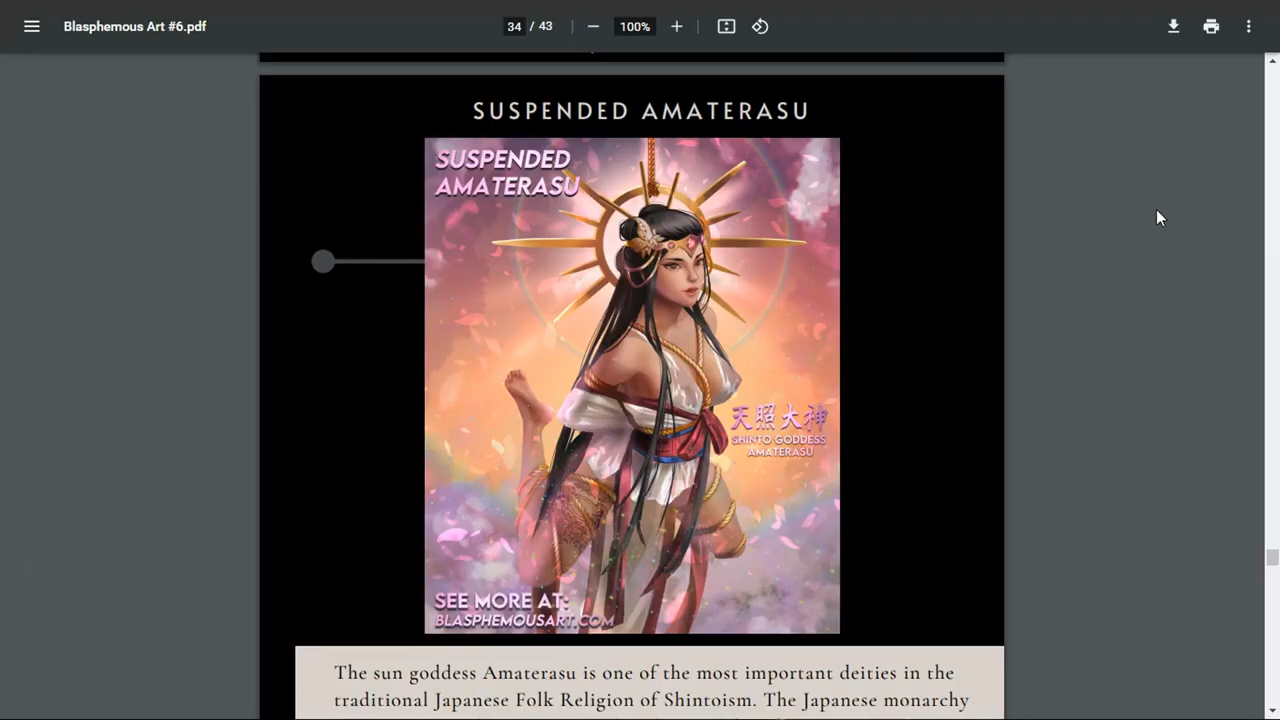 Blasphemous Art #6.pdf
34 / 43
100%
SUSPENDED AMATERASU
SUSPENDED
AMATERASU
天照大神
SHINTO GODDESS
AMATERASU
SEE MORE AT:
BLASPHEMOUSART.COM
The sun goddess Amaterasu is one of the most important deities in the
traditional Japanese Folk Religion of Shintoism. The Japanese monarchy